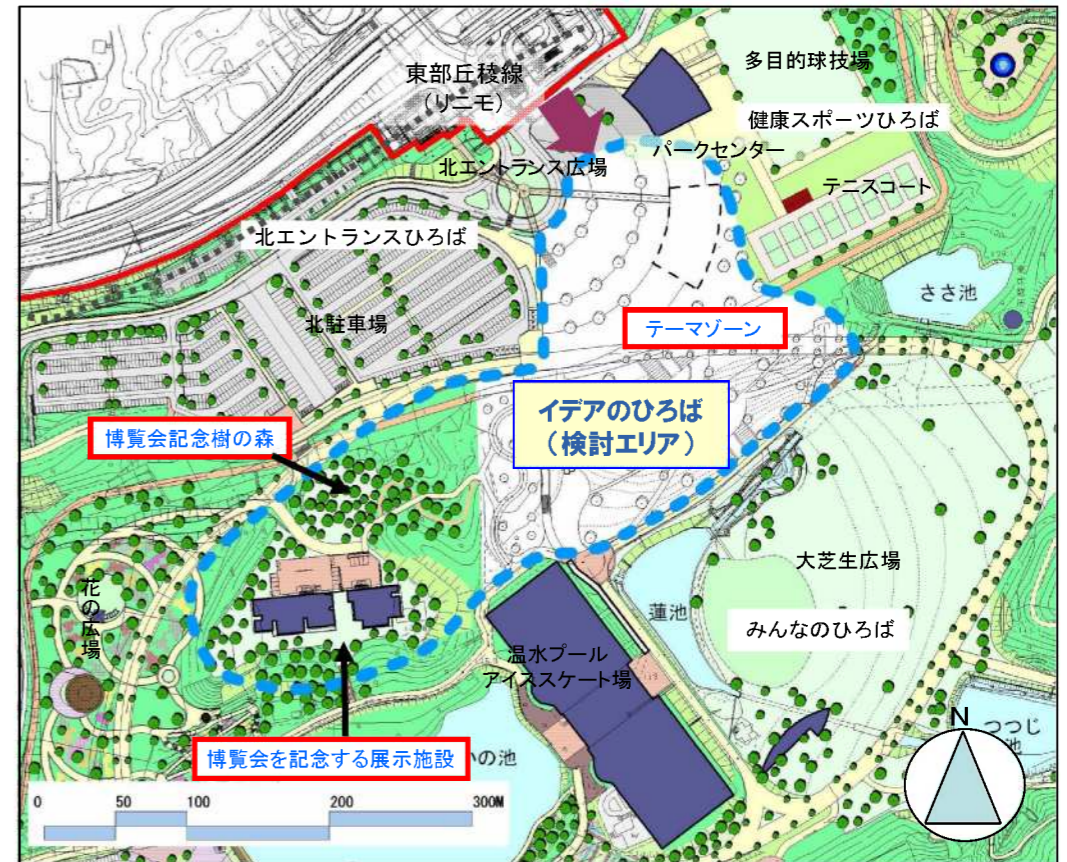 多目的球技場
東部丘稜線
（リニモ）
健康スポーツひろば
パークセンター
北エントランス広場
テニスコート
北エントランスひろば
ささ池
北駐車場
テーマゾーン
イデアのひろば
（検討エリア）
博覧会記念樹の森
大芝生広場
花の広場
蓮池
みんなのひろば
温水プール
アイススケート場
N
つつじ
池
博覧会を記念する展示施設
の池
0 50 100 200 300M